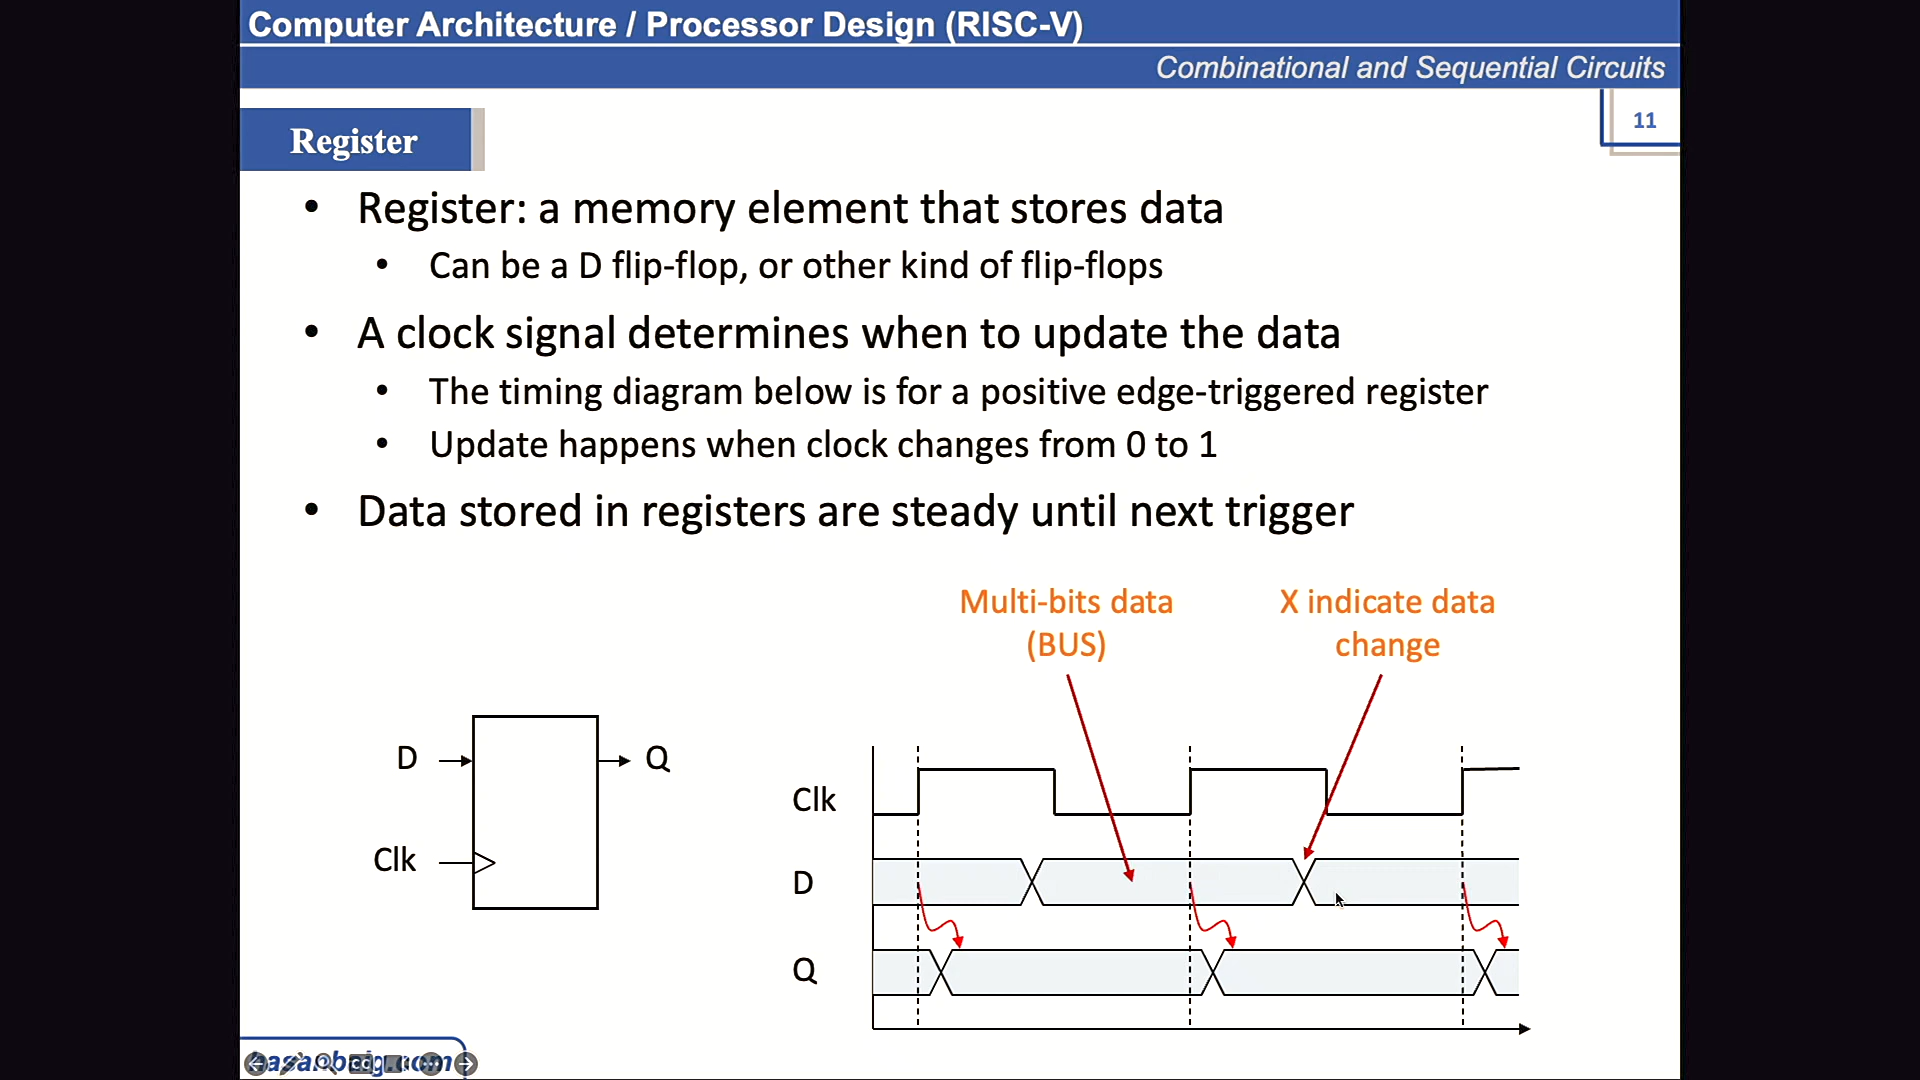 Computer Architecture / Processor Design (RISC-V)
Combinational and Sequential Circuits
11
Register
• Register: a memory element that stores data
• Can be a D flip-flop, or other kind of flip-flops
• A clock signal determines when to update the data
• The timing diagram below is for a positive edge-triggered register
• Update happens when clock changes from 0 to 1
• Data stored in registers are steady until next trigger
Multi-bits data
(BUS)
X indicate data
change
D
Q
Clk
Clk
D
Q
hasanbaig.com